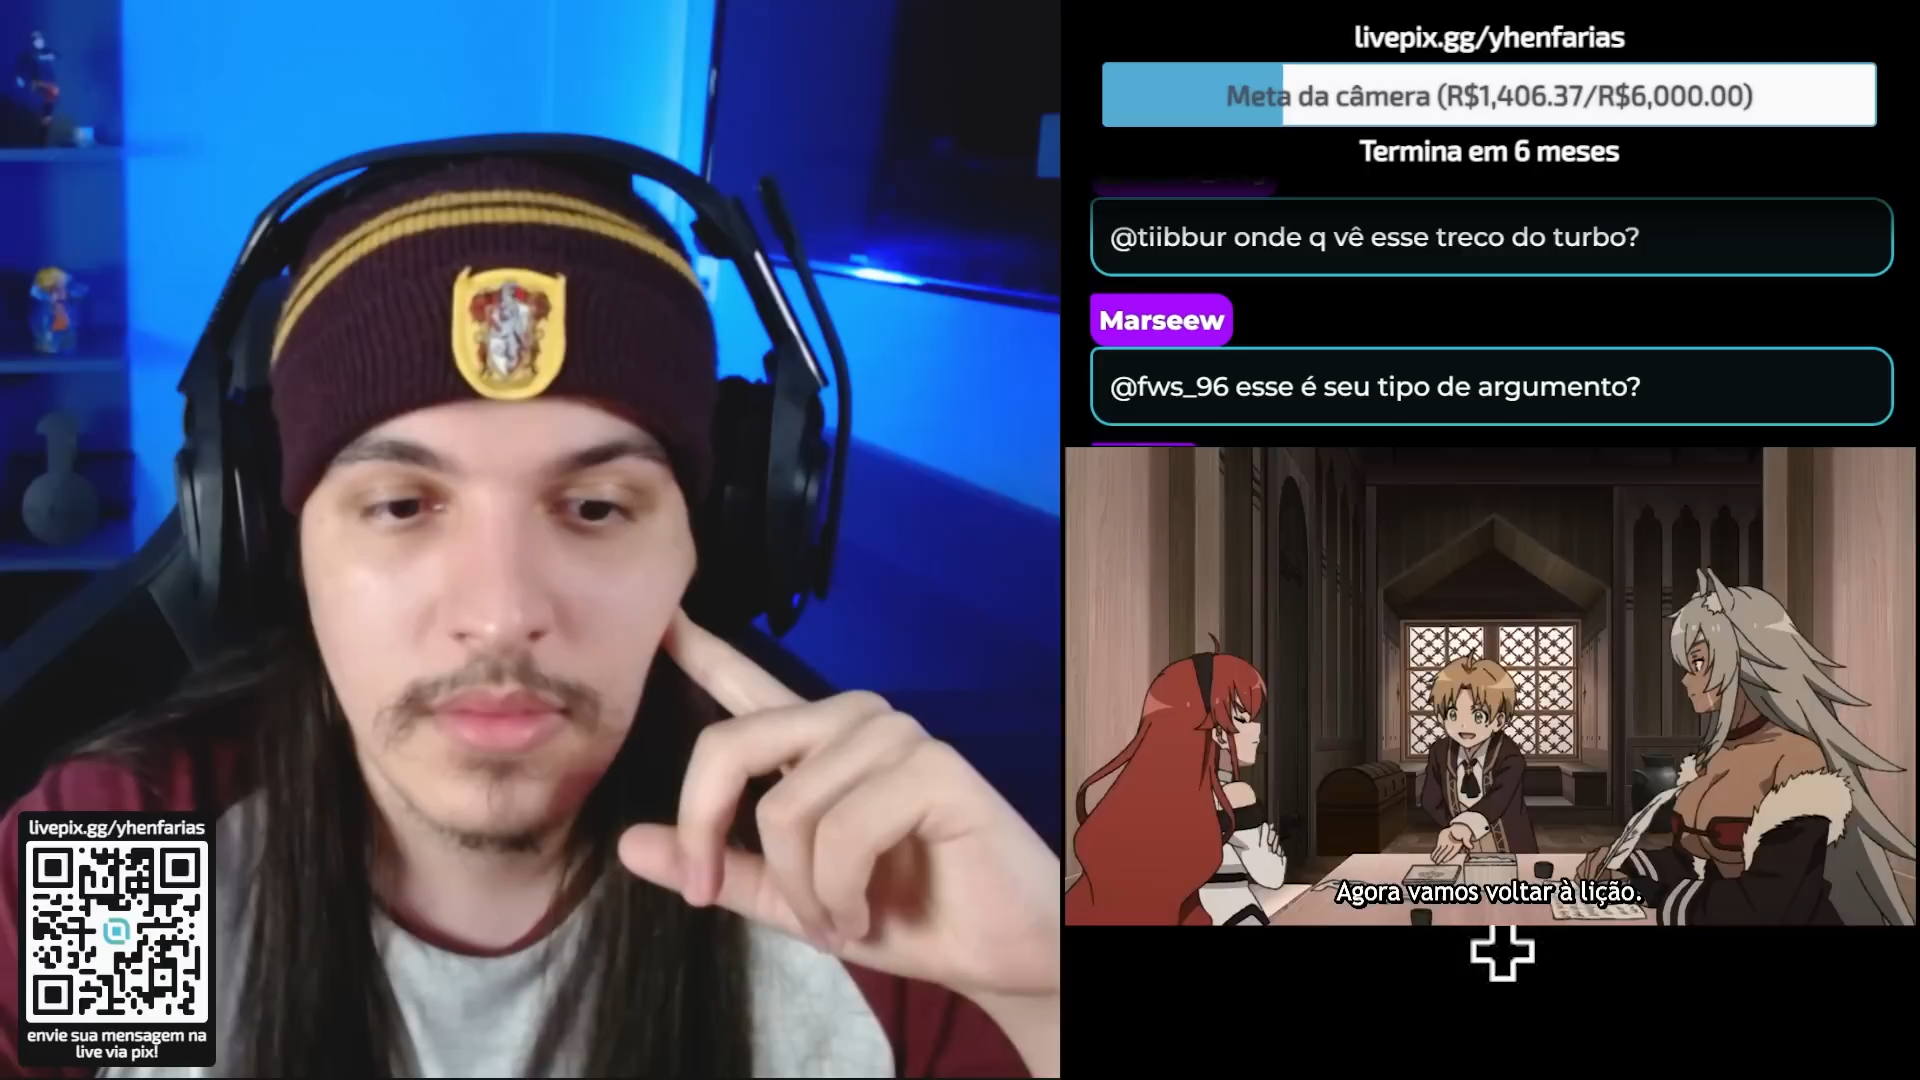 livepix.gg/yhenfarias
Meta da câmera (R$1,406.37/R$6,000.00)
Termina em 6 meses
@tiibbur onde q vê esse treco do turbo?
Marseew
@fws_96 esse é seu tipo de argumento?
Agora vamos voltar à lição.
livepix.gg/yhenfarias
envie sua mensagem na
live via pix!